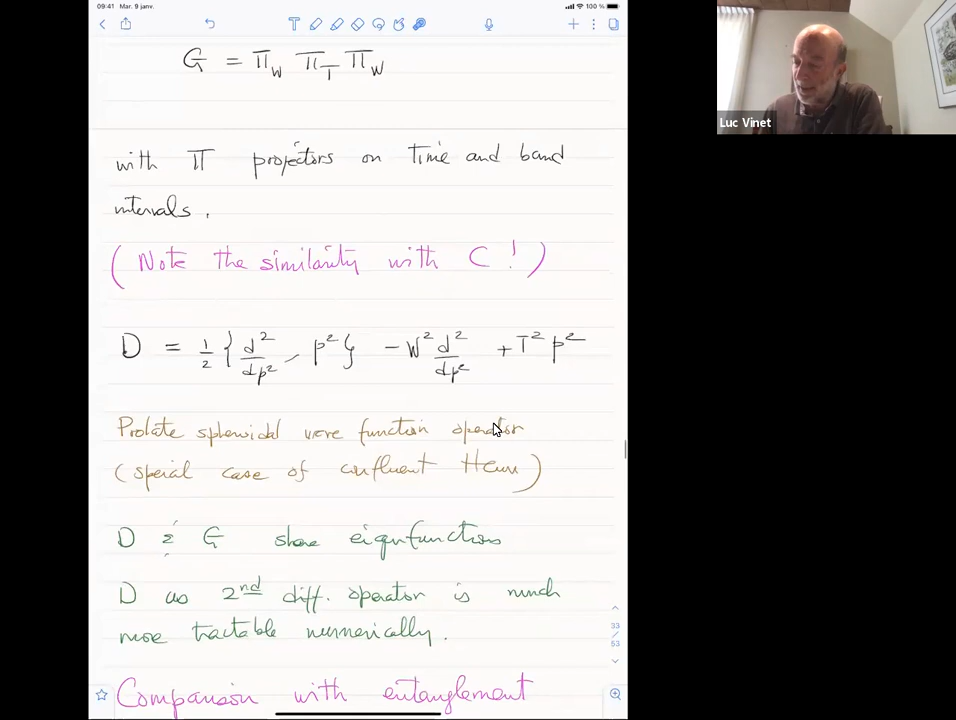 09:41 Mar. 9 janv.
100 %
G = π_W π_T π_W
with π projectors on time and band
intervals.
(Note the similarity with C!)
D = 1/2 { d²/dp², p² } - W² d²/dp² + T² p²
Prolate spheroidal wave function operator
(special case of confluent Heun)
D & G share eigenfunctions
D as 2nd diff. operator is much
more tractable numerically.
33
/
53
Comparison with entanglement
Luc Vinet